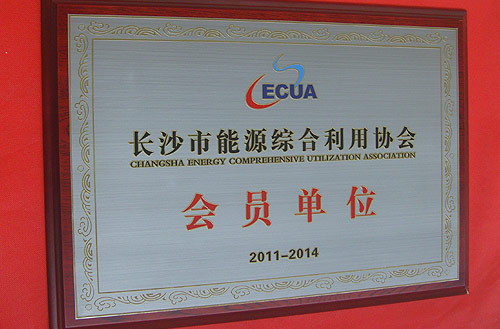 ECUA
长沙市能源综合利用协会
CHANGSHA ENERGY COMPREHENSIVE UTILIZATION ASSOCIATION
会员单位
2011-2014